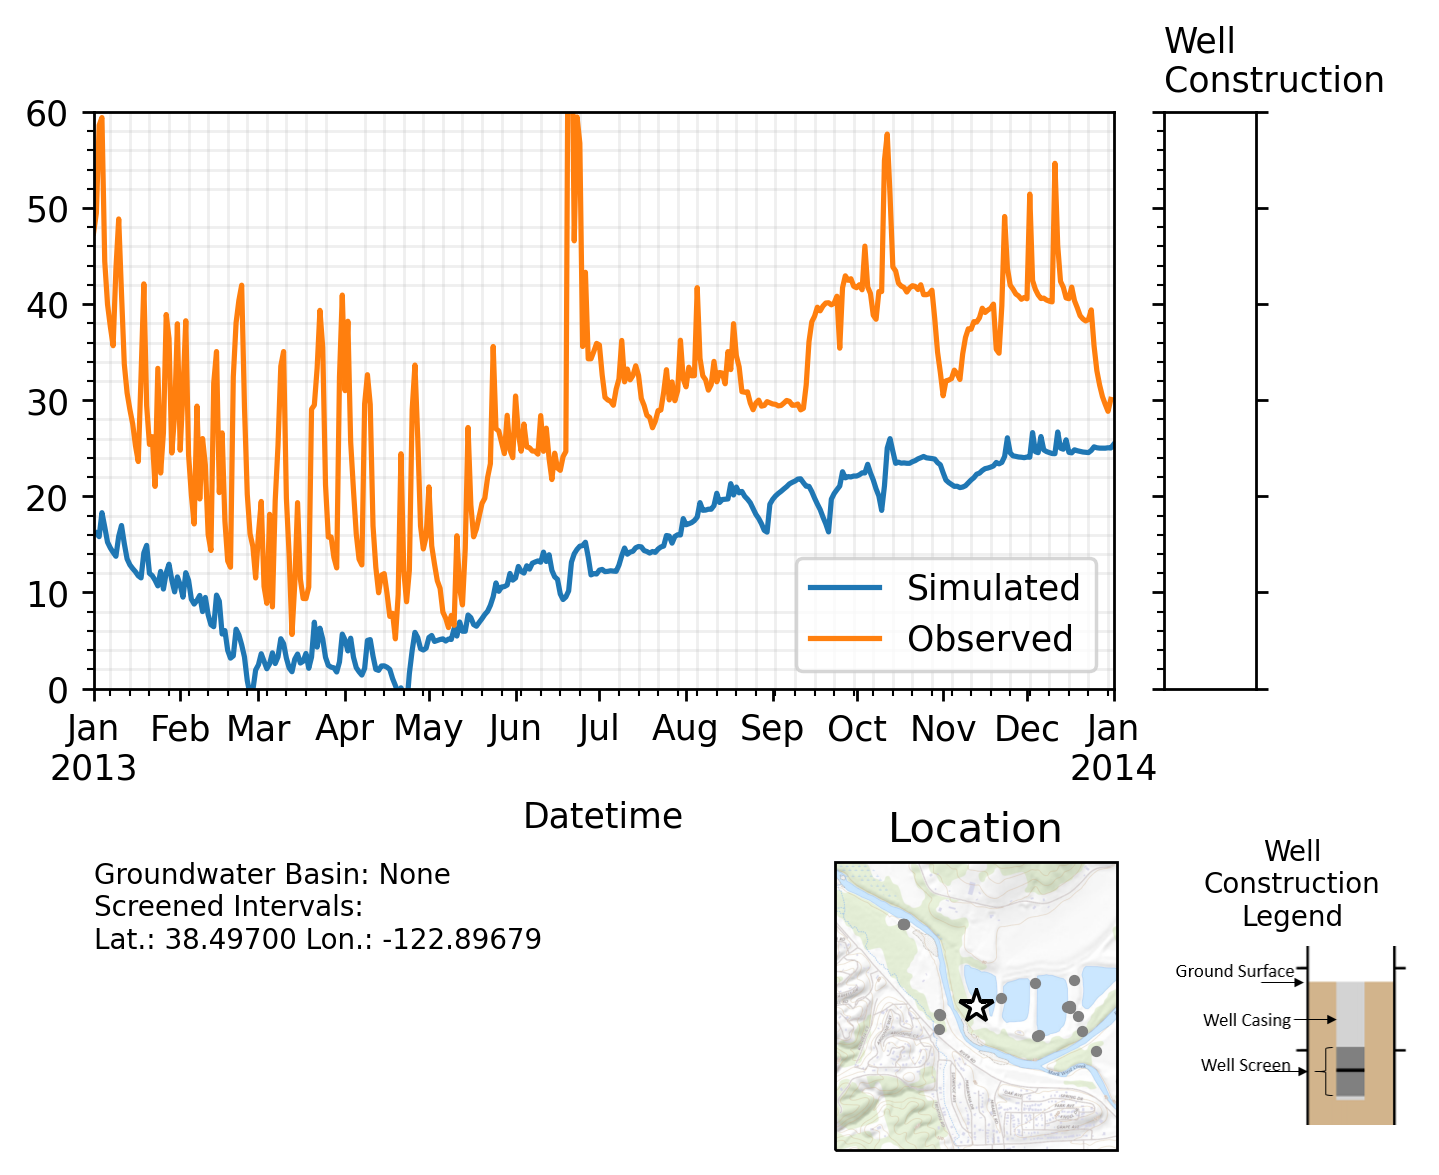 Well
Construction
60
50
40
30
20
10
0
Simulated
Observed
Jan Feb Mar Apr May Jun Jul Aug Sep Oct Nov Dec Jan
2013 2014
Datetime
Groundwater Basin: None
Screened Intervals:
Lat.: 38.49700 Lon.: -122.89679
Location
Well
Construction
Legend
Ground Surface
Well Casing
Well Screen